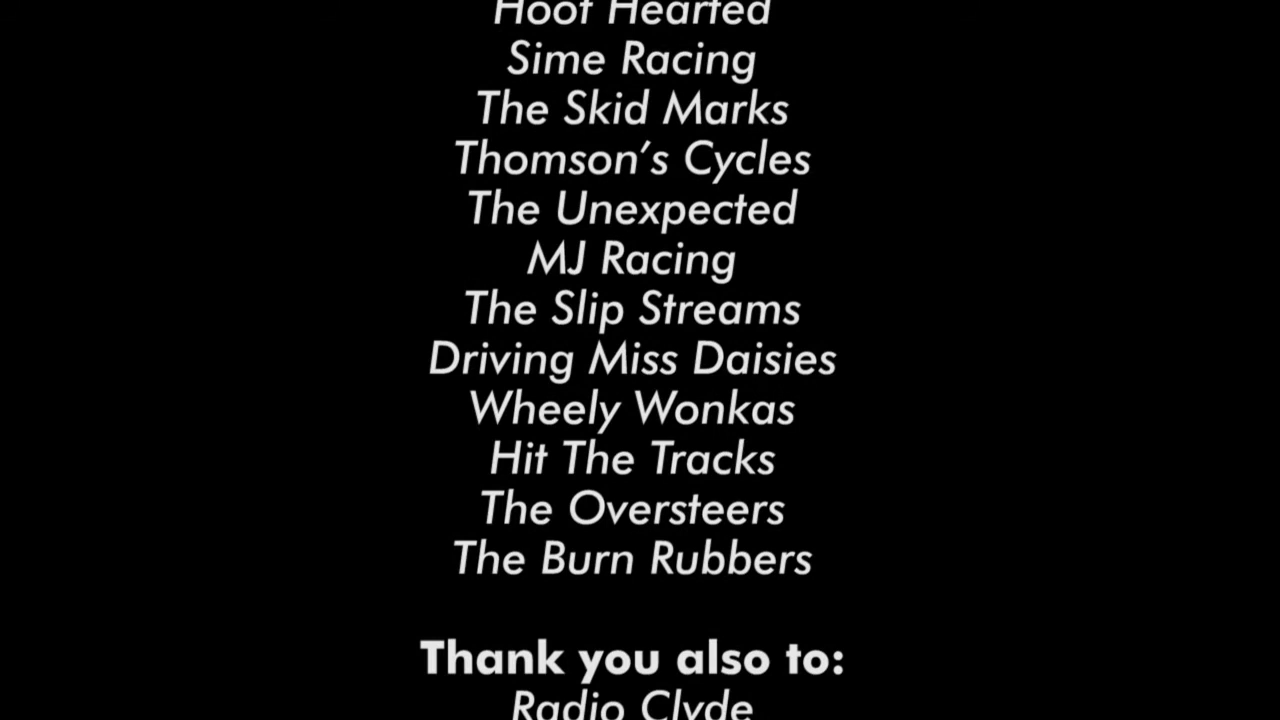 Hoof Hearted
Sime Racing
The Skid Marks
Thomson's Cycles
The Unexpected
MJ Racing
The Slip Streams
Driving Miss Daisies
Wheely Wonkas
Hit The Tracks
The Oversteers
The Burn Rubbers
Thank you also to:
Radio Clyde